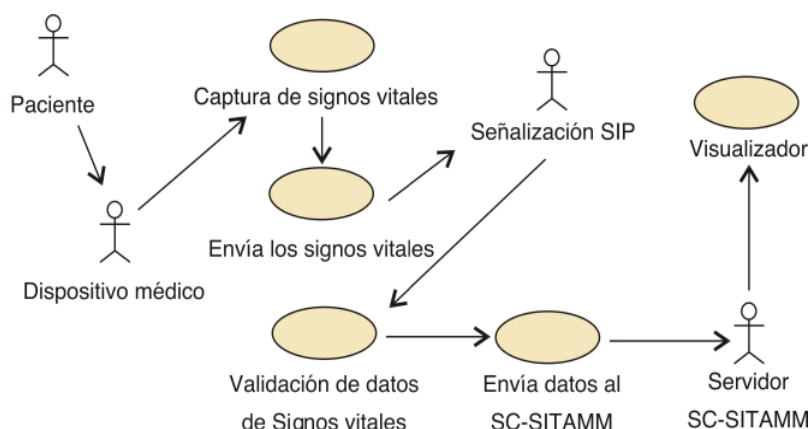 Paciente
Captura de signos vitales
Señalización SIP
Visualizador
Envía los signos vitales
Dispositivo médico
Validación de datos
de Signos vitales
Envía datos al
SC-SITAMM
Servidor
SC-SITAMM